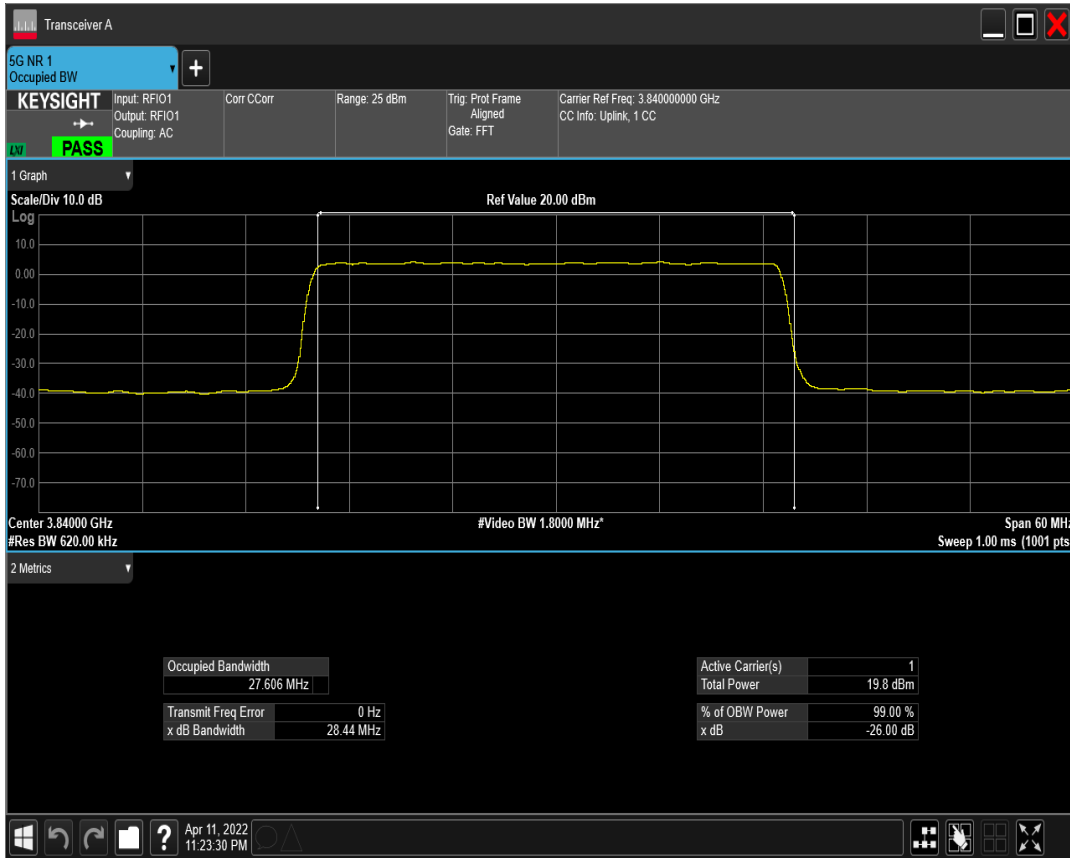 Transceiver A
5G NR 1
Occupied BW
KEYSIGHT
LXI
PASS
Input: RFIO1
Output: RFIO1
Coupling: AC
Corr CCorr
Range: 25 dBm
Trig: Prot Frame
Aligned
Gate: FFT
Carrier Ref Freq: 3.840000000 GHz
CC Info: Uplink, 1 CC
1 Graph
Scale/Div 10.0 dB
Ref Value 20.00 dBm
Log
10.0
0.00
-10.0
-20.0
-30.0
-40.0
-50.0
-60.0
-70.0
Center 3.84000 GHz
#Video BW 1.8000 MHz*
Span 60 MHz
#Res BW 620.00 kHz
Sweep 1.00 ms (1001 pts
2 Metrics
Occupied Bandwidth
27.606 MHz
Transmit Freq Error 0 Hz
x dB Bandwidth 28.44 MHz
Active Carrier(s) 1
Total Power 19.8 dBm
% of OBW Power 99.00 %
x dB -26.00 dB
?
Apr 11, 2022
11:23:30 PM